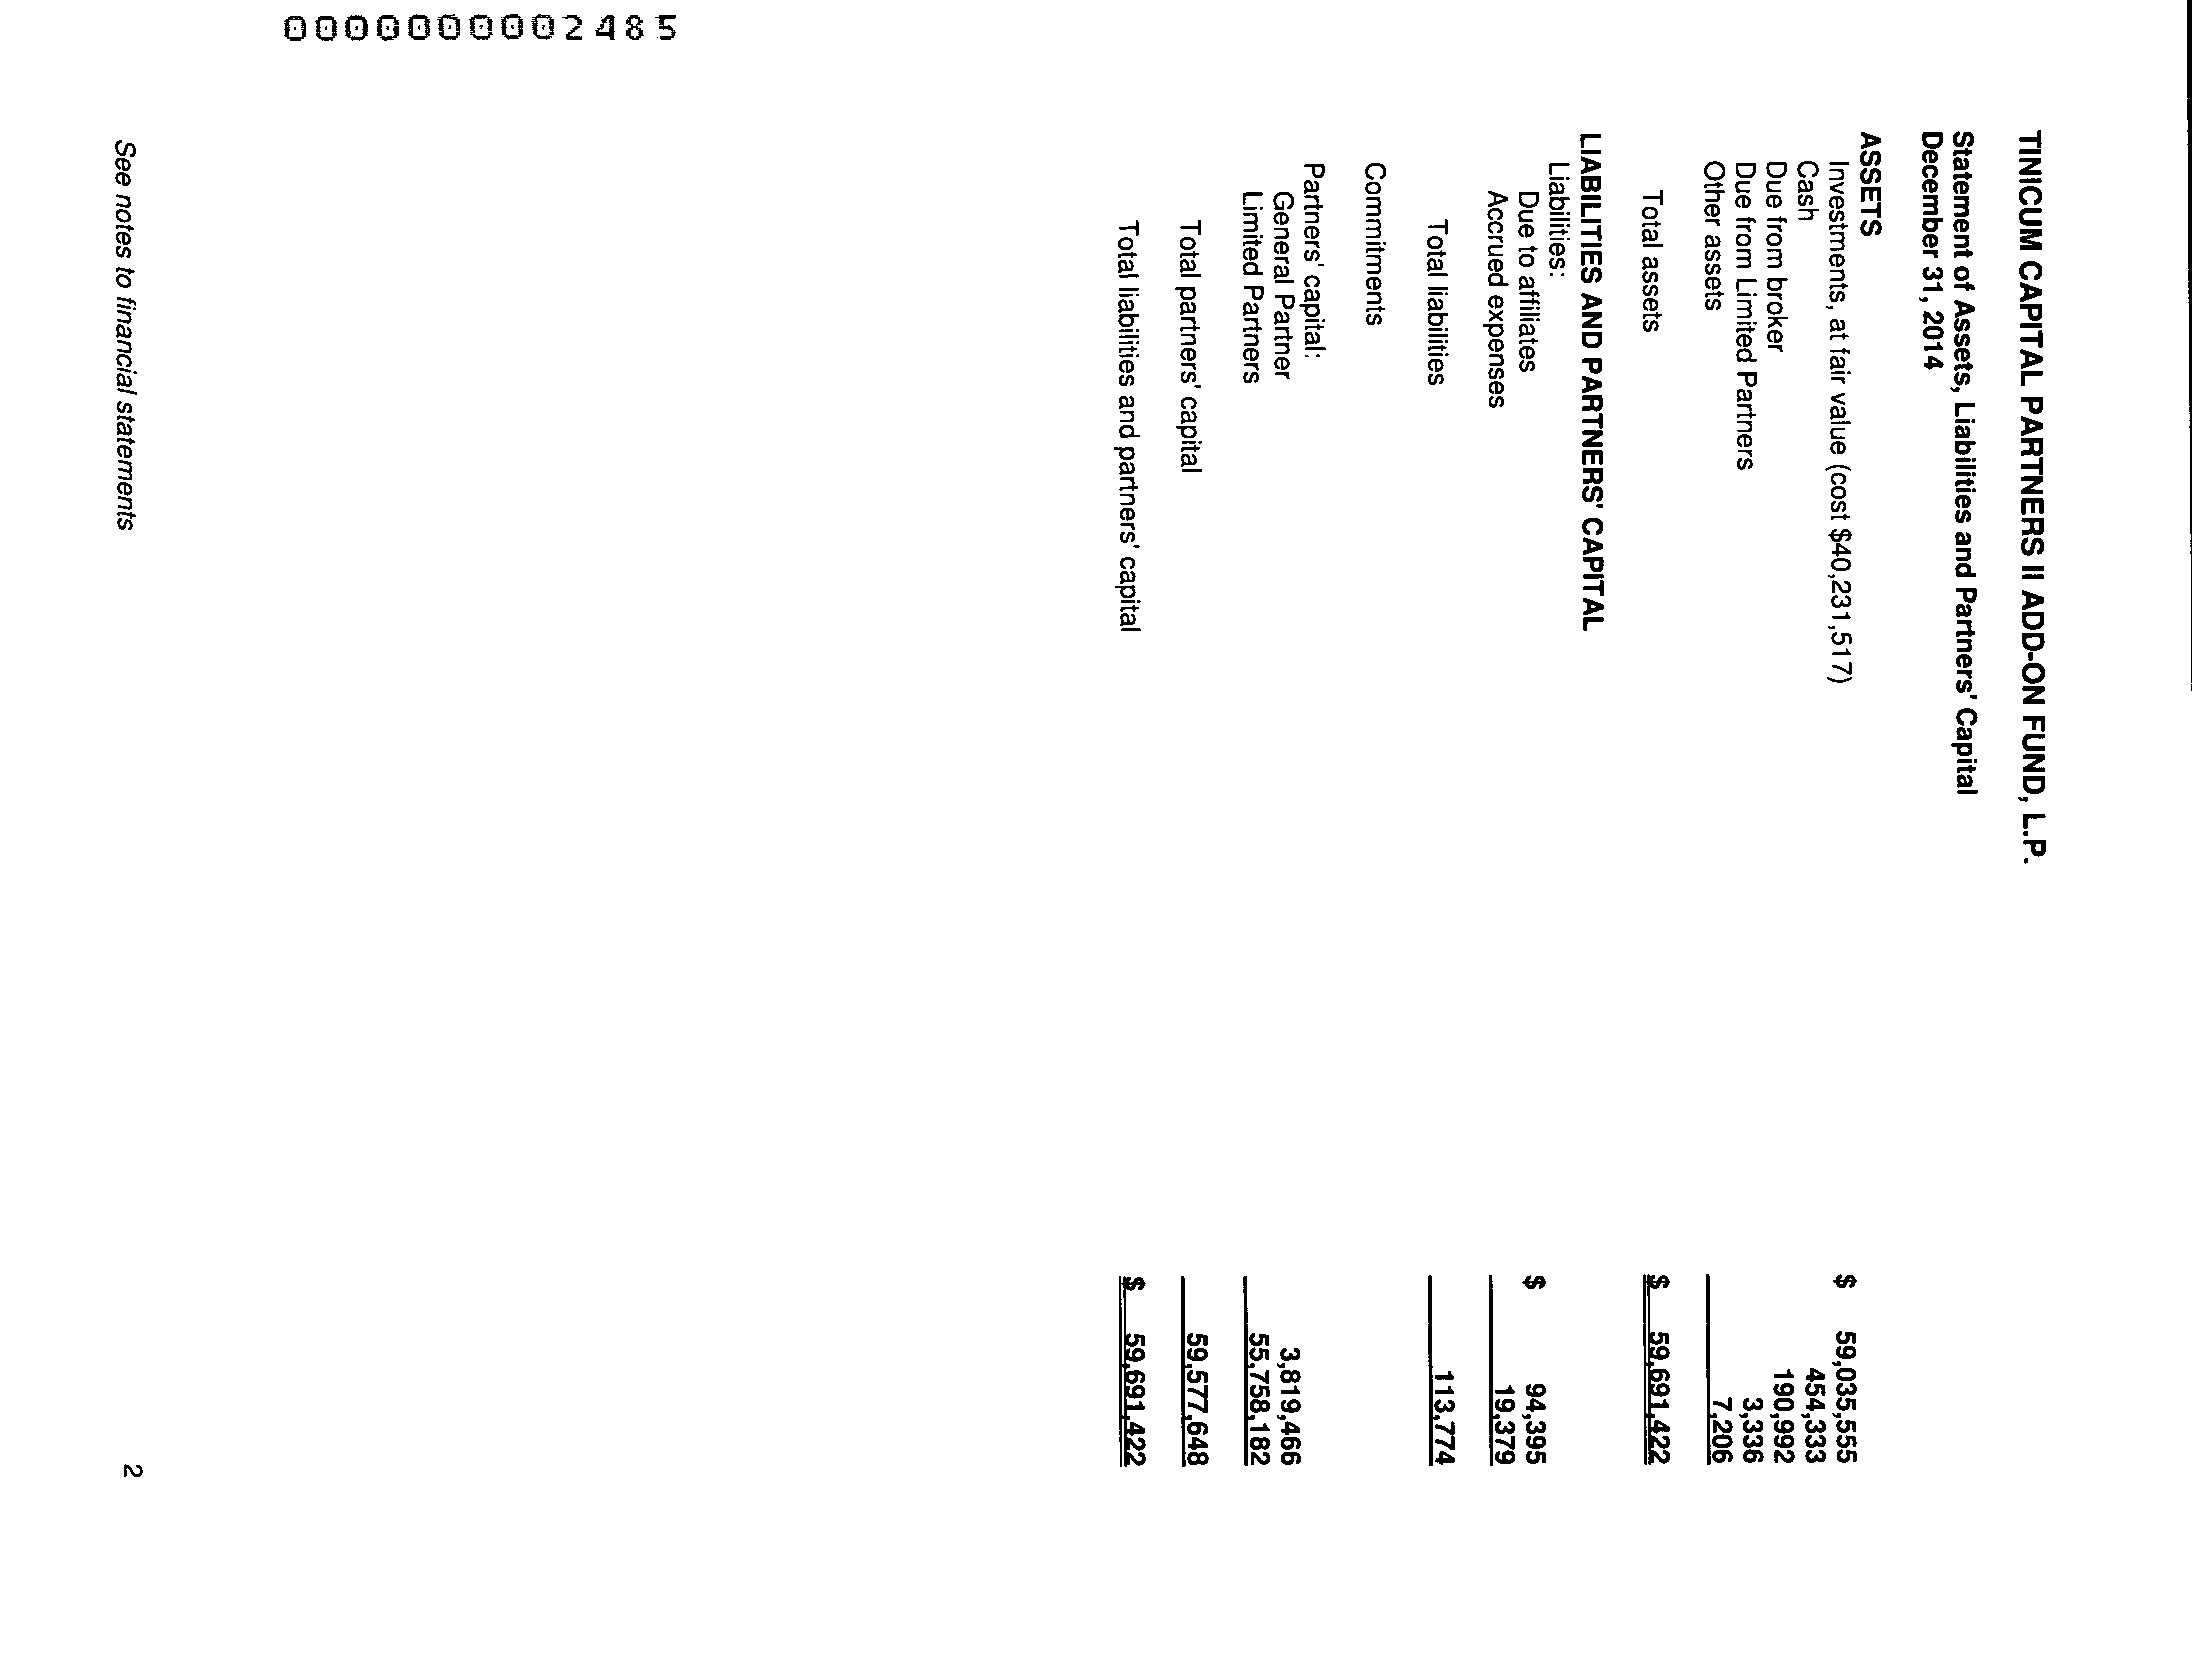 000000002485
TINICUM CAPITAL PARTNERS II ADD-ON FUND, L.P.
Statement of Assets, Liabilities and Partners' Capital
December 31, 2014
ASSETS
Investments, at fair value (cost $40,231,517) $ 59,035,555
Cash 454,333
Due from broker 190,992
Due from Limited Partners 3,336
Other assets 7,206
Total assets $ 59,691,422
LIABILITIES AND PARTNERS' CAPITAL
Liabilities:
Due to affiliates $ 94,395
Accrued expenses 19,379
Total liabilities 113,774
Commitments
Partners' capital:
General Partner 3,819,466
Limited Partners 55,758,182
Total partners' capital 59,577,648
Total liabilities and partners' capital $ 59,691,422
See notes to financial statements 2